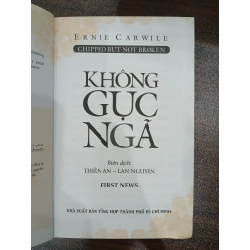 ERNIE CARWILE
CHIPPED BUT NOT BROKEN
KHÔNG
GỤC
NGÃ
Biên dịch:
THIÊN ÂN – LAN NGUYÊN
FIRST NEWS
NHÀ XUẤT BẢN TỔNG HỢP THÀNH PHỐ HỒ CHÍ MINH